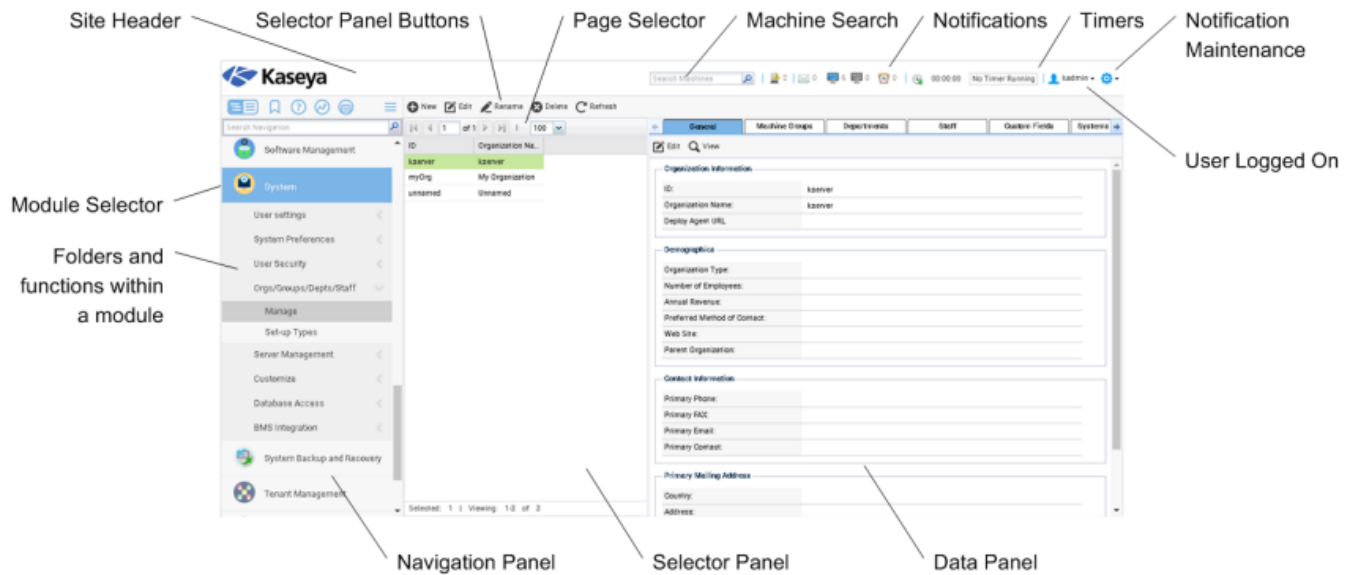 Site Header
Selector Panel Buttons
Page Selector
Machine Search
Notifications
Timers
Notification
Maintenance
Kaseya
Search Machines
0
0
6
0
0
00:00:00
No Timer Running
kadmin
New
Edit
Rename
Delete
Refresh
Search Navigation
1
of 1
100
General
Machine Groups
Departments
Staff
Custom Fields
Systems
Software Management
ID
Organization Na...
Edit
View
kserver
kserver
Organization Information
User Logged On
System
myOrg
My Organization
ID:
kserver
unnamed
Unnamed
Organization Name:
kserver
Module Selector
User settings
Deploy Agent URL
System Preferences
Demographics
Folders and
functions within
a module
User Security
Organization Type:
Orgs/Groups/Depts/Staff
Number of Employees:
Manage
Annual Revenue:
Preferred Method of Contact:
Set-up Types
Web Site:
Server Management
Parent Organization:
Customize
Contact Information
Database Access
Primary Phone:
BMS Integration
Primary FAX:
Primary Email:
System Backup and Recovery
Primary Contact:
Primary Mailing Address
Tenant Management
Country:
Selected: 1 | Viewing: 1-3 of 3
Address:
Navigation Panel
Selector Panel
Data Panel